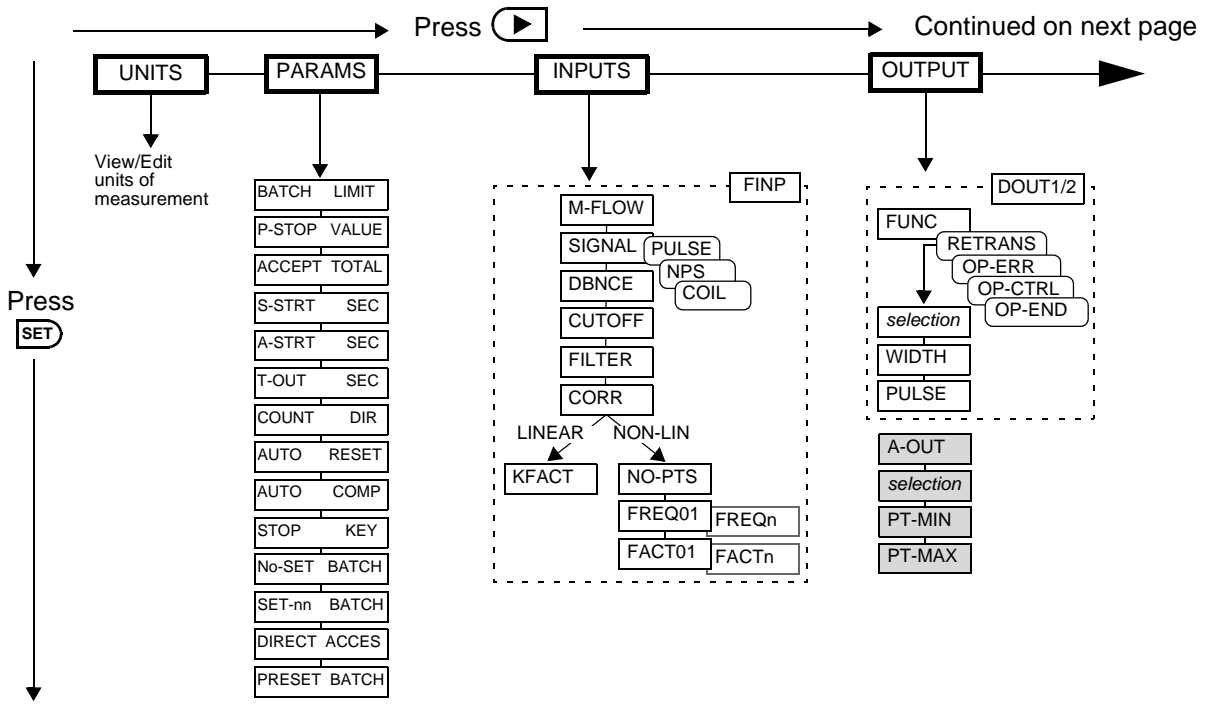 Press
Continued on next page
UNITS
PARAMS
INPUTS
OUTPUT
Press
SET
View/Edit
units of
measurement
BATCH LIMIT
P-STOP VALUE
ACCEPT TOTAL
S-STRT SEC
A-STRT SEC
T-OUT SEC
COUNT DIR
AUTO RESET
AUTO COMP
STOP KEY
No-SET BATCH
SET-nn BATCH
DIRECT ACCES
PRESET BATCH
FINP
M-FLOW
SIGNAL
PULSE
NPS
COIL
DBNCE
CUTOFF
FILTER
CORR
LINEAR
NON-LIN
KFACT
NO-PTS
FREQ01
FREQn
FACT01
FACTn
DOUT1/2
FUNC
RETRANS
OP-ERR
OP-CTRL
OP-END
selection
WIDTH
PULSE
A-OUT
selection
PT-MIN
PT-MAX